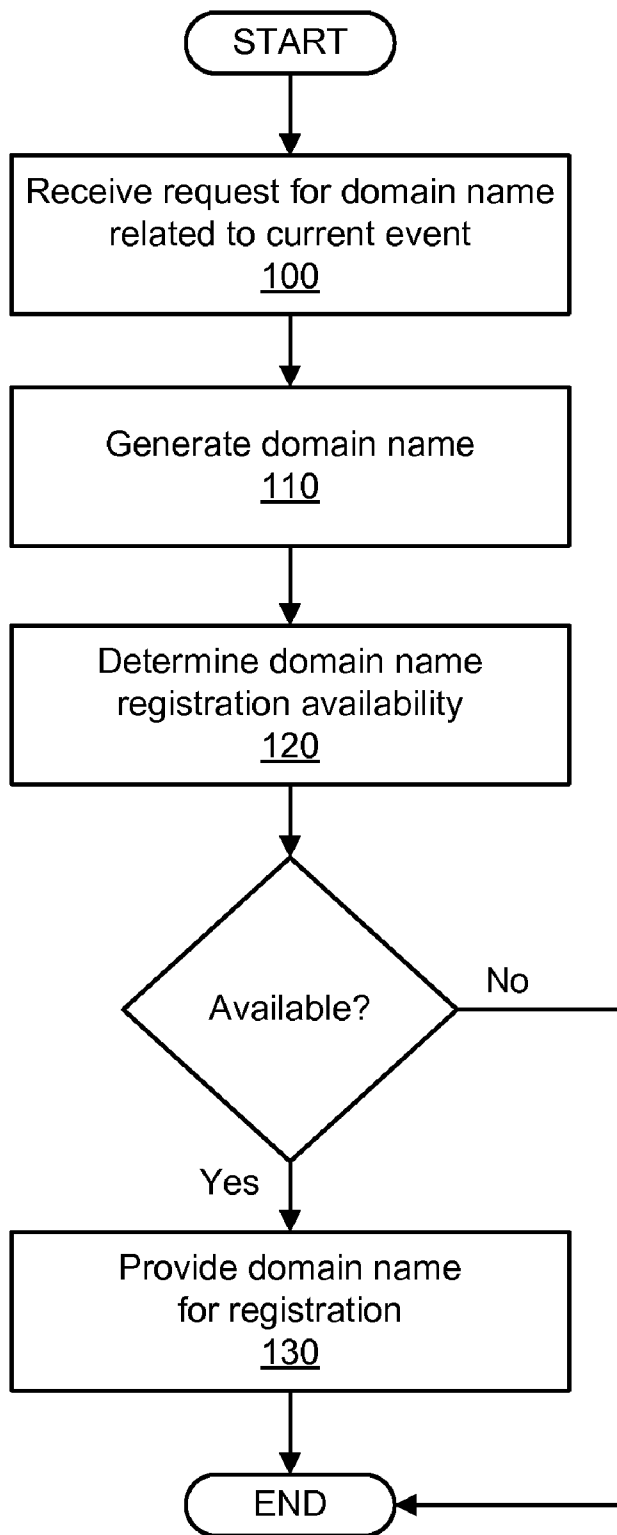 START
Receive request for domain name
related to current event
100
Generate domain name
110
Determine domain name
registration availability
120
Available?
No
Yes
Provide domain name
for registration
130
END